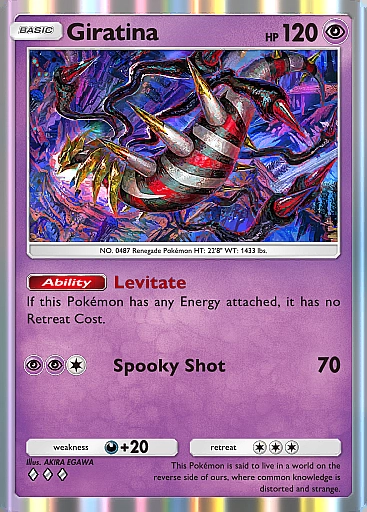 BASIC Giratina HP 120
NO. 0487 Renegade Pokémon HT: 22'8" WT: 1433 lbs.
Ability Levitate
If this Pokémon has any Energy attached, it has no
Retreat Cost.
Spooky Shot 70
weakness +20 retreat
Illus. AKIRA EGAWA
This Pokémon is said to live in a world on the
reverse side of ours, where common knowledge is
distorted and strange.